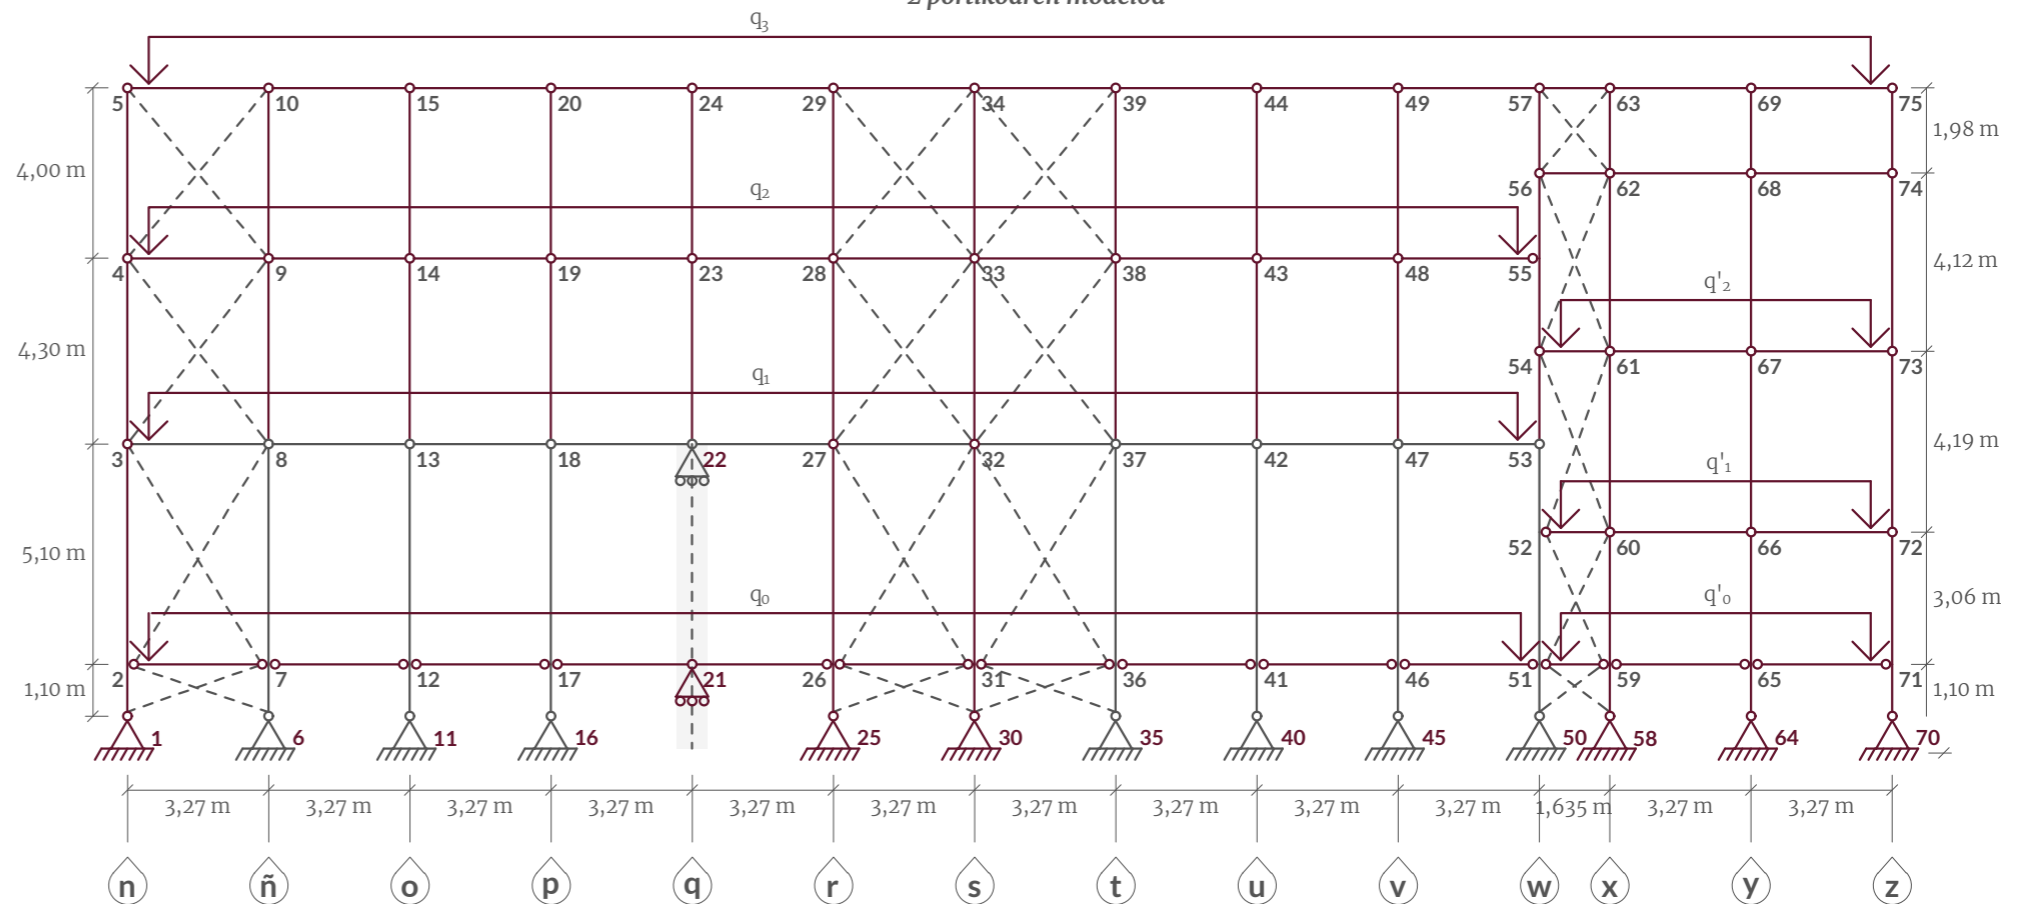 q3
5 10 15 20 24 29 34 39 44 49 57 63 69 75
1,98 m
4,00 m
q2
56 62 68 74
4 9 14 19 23 28 33 38 43 48 55
4,12 m
q'2
4,30 m
54 61 67 73
q1
3 8 13 18 22 27 32 37 42 47 53
4,19 m
q'1
52 60 66 72
5,10 m
q0
q'0
3,06 m
2 7 12 17 21 26 31 36 41 46 51 59 65 71
1,10 m 1,10 m
1 6 11 16 25 30 35 40 45 50 58 64 70
3,27 m 3,27 m 3,27 m 3,27 m 3,27 m 3,27 m 3,27 m 3,27 m 3,27 m 3,27 m 1,635 m 3,27 m 3,27 m
n ñ o p q r s t u v w x y z